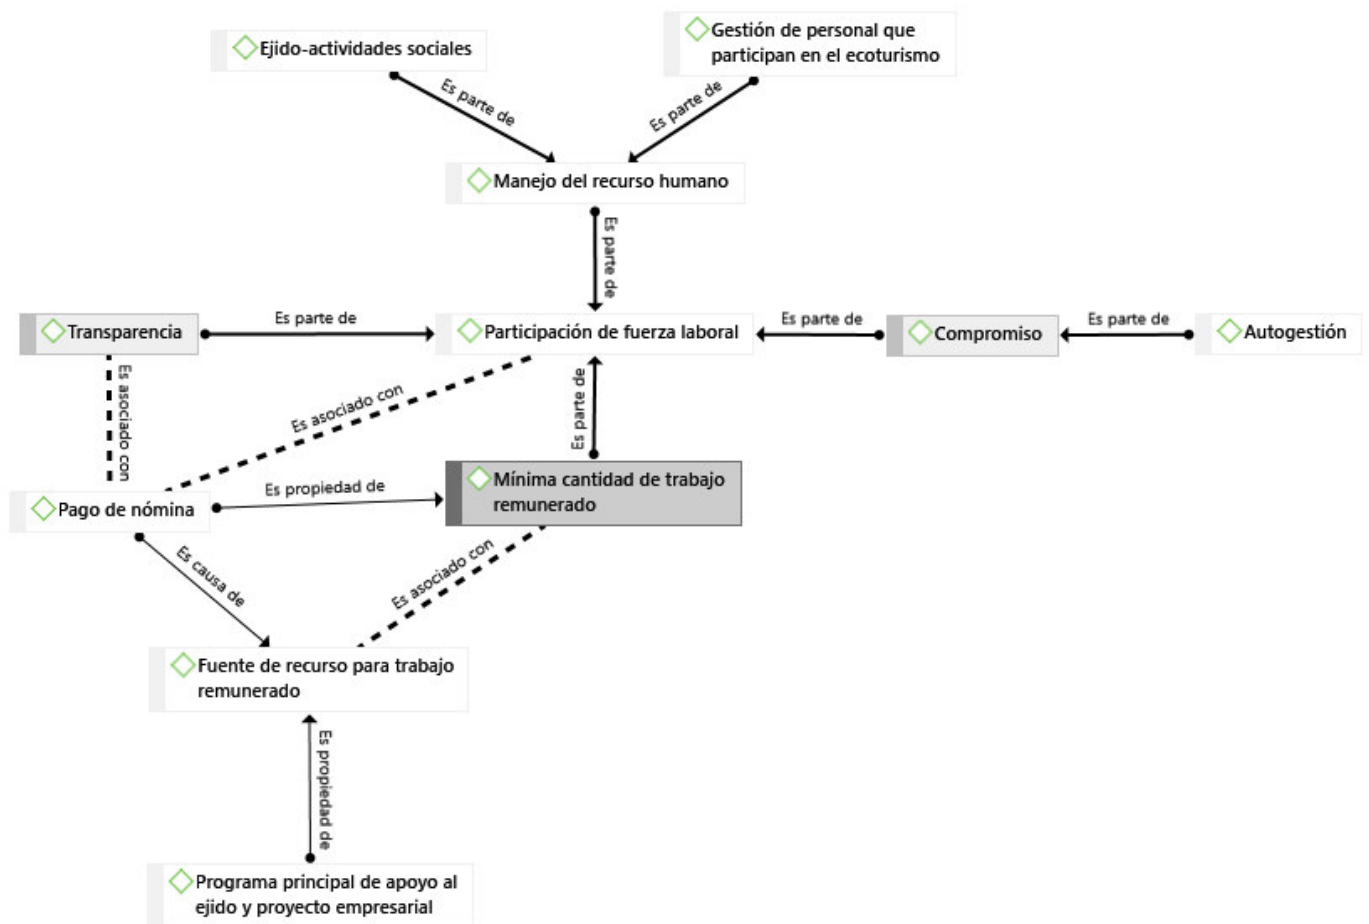 Ejido-actividades sociales
Gestión de personal que
participan en el ecoturismo
Es parte de
Es parte de
Manejo del recurso humano
Es parte de
Transparencia
Es parte de
Participación de fuerza laboral
Es parte de
Compromiso
Es parte de
Autogestión
Es asociado con
Es asociado con
Es parte de
Pago de nómina
Es propiedad de
Mínima cantidad de trabajo
remunerado
Es causa de
Es asociado con
Fuente de recurso para trabajo
remunerado
Es propiedad de
Programa principal de apoyo al
ejido y proyecto empresarial